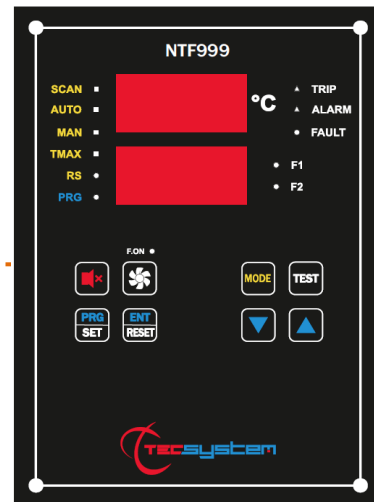 NTF999
SCAN
AUTO
MAN
TMAX
RS
PRG
°C
TRIP
ALARM
FAULT
F1
F2
F.ON
MODE
TEST
PRG
SET
ENT
RESET
TECSYSTEM